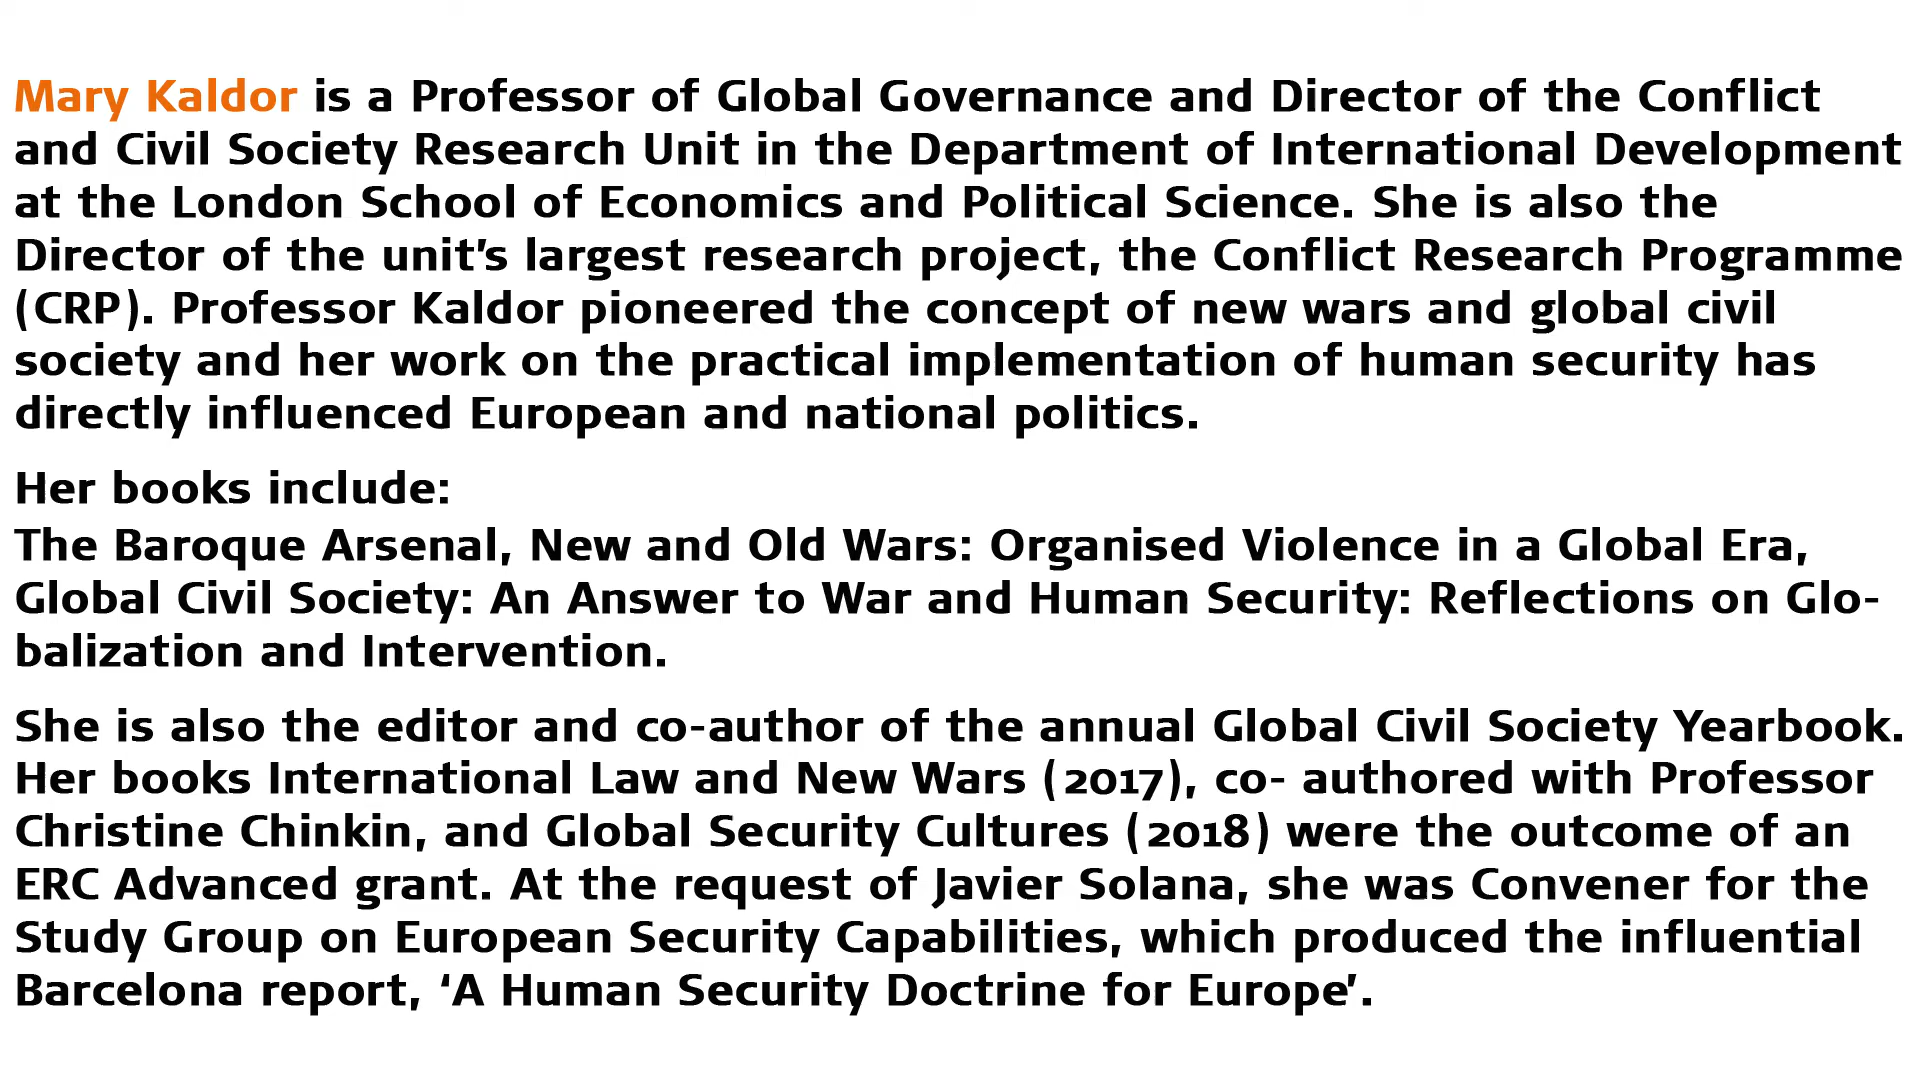 Mary Kaldor is a Professor of Global Governance and Director of the Conflict
and Civil Society Research Unit in the Department of International Development
at the London School of Economics and Political Science. She is also the
Director of the unit’s largest research project, the Conflict Research Programme
(CRP). Professor Kaldor pioneered the concept of new wars and global civil
society and her work on the practical implementation of human security has
directly influenced European and national politics.
Her books include:
The Baroque Arsenal, New and Old Wars: Organised Violence in a Global Era,
Global Civil Society: An Answer to War and Human Security: Reflections on Glo-
balization and Intervention.
She is also the editor and co-author of the annual Global Civil Society Yearbook.
Her books International Law and New Wars (2017), co- authored with Professor
Christine Chinkin, and Global Security Cultures (2018) were the outcome of an
ERC Advanced grant. At the request of Javier Solana, she was Convener for the
Study Group on European Security Capabilities, which produced the influential
Barcelona report, ‘A Human Security Doctrine for Europe’.